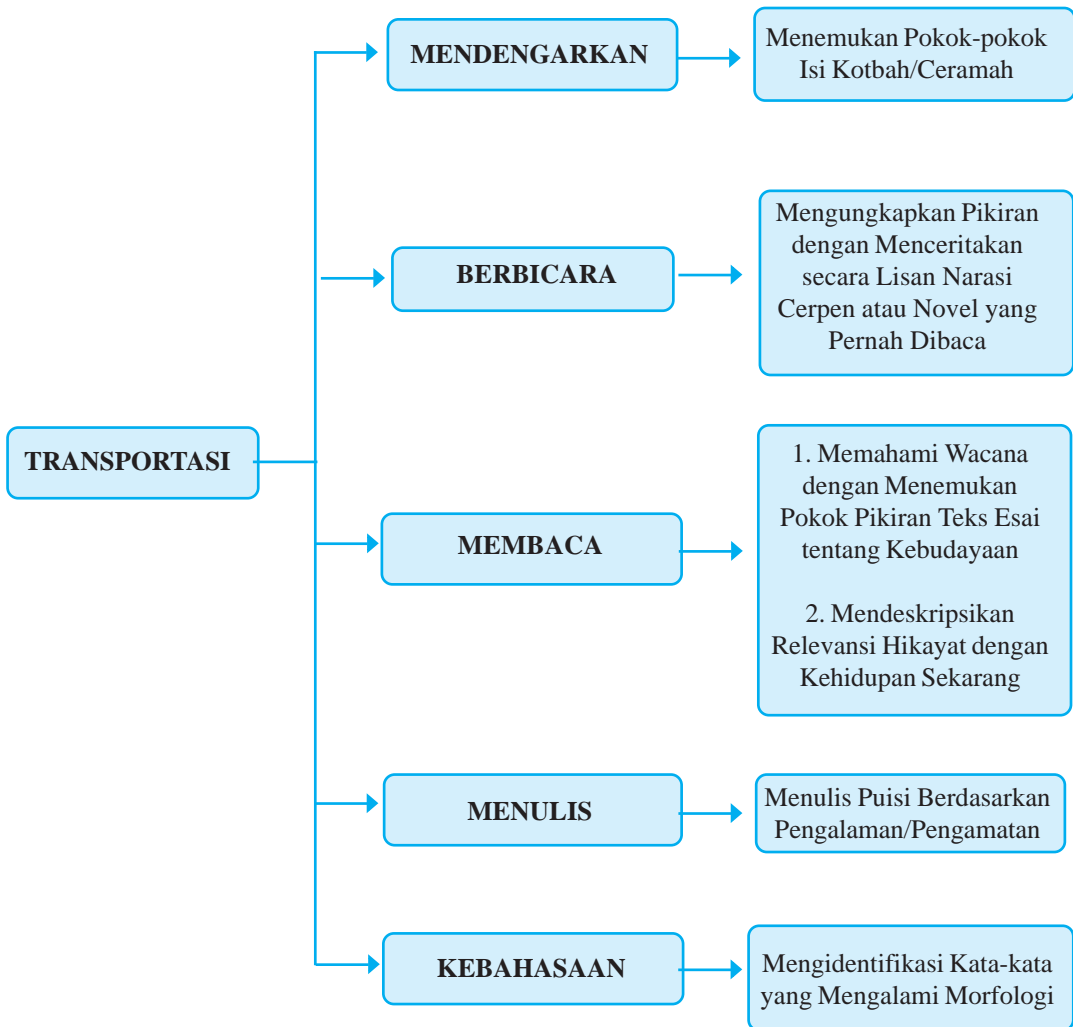 MENDENGARKAN
Menemukan Pokok-pokok
Isi Kotbah/Ceramah
BERBICARA
Mengungkapkan Pikiran
dengan Menceritakan
secara Lisan Narasi
Cerpen atau Novel yang
Pernah Dibaca
TRANSPORTASI
MEMBACA
1. Memahami Wacana
dengan Menemukan
Pokok Pikiran Teks Esai
tentang Kebudayaan
2. Mendeskripsikan
Relevansi Hikayat dengan
Kehidupan Sekarang
MENULIS
Menulis Puisi Berdasarkan
Pengalaman/Pengamatan
KEBAHASAAN
Mengidentifikasi Kata-kata
yang Mengalami Morfologi